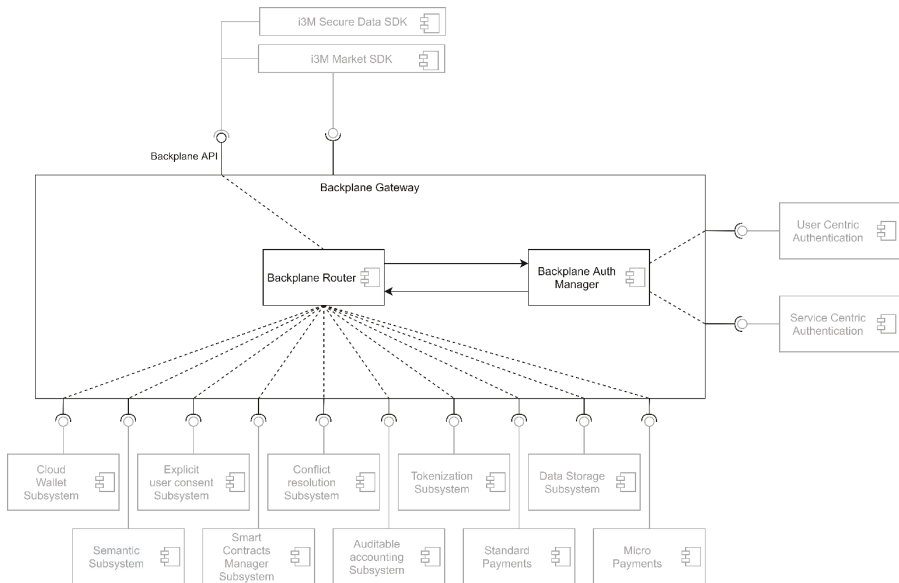 i3M Secure Data SDK
i3M Market SDK
Backplane API
Backplane Gateway
User Centric
Authentication
Backplane Router
Backplane Auth
Manager
Service Centric
Authentication
Cloud
Wallet
Subsystem
Explicit
user consent
Subsystem
Conflict
resolution
Subsystem
Tokenization
Subsystem
Data Storage
Subsystem
Semantic
Subsystem
Smart
Contracts
Manager
Subsystem
Auditable
accounting
Subsystem
Standard
Payments
Micro
Payments